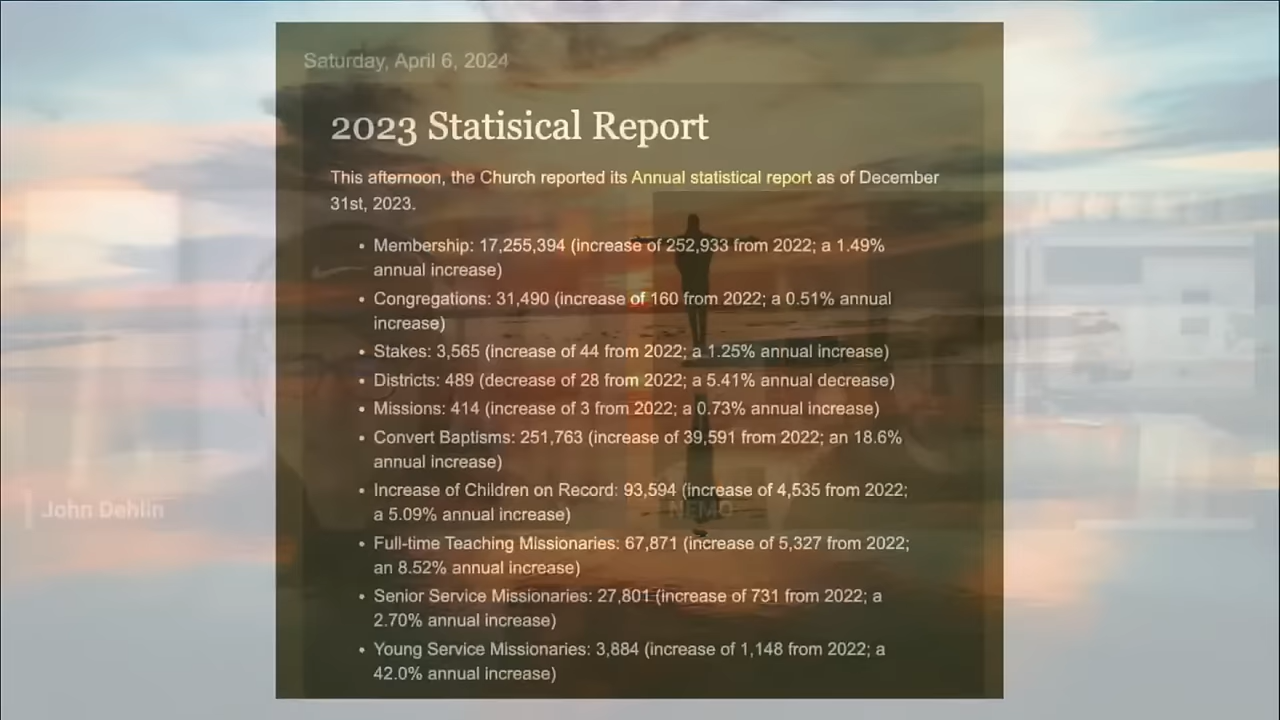 Saturday, April 6, 2024
2023 Statisical Report
This afternoon, the Church reported its Annual statistical report as of December
31st, 2023.
• Membership: 17,255,394 (increase of 252,933 from 2022; a 1.49%
annual increase)
• Congregations: 31,490 (increase of 160 from 2022; a 0.51% annual
increase)
• Stakes: 3,565 (increase of 44 from 2022; a 1.25% annual increase)
• Districts: 489 (decrease of 28 from 2022; a 5.41% annual decrease)
• Missions: 414 (increase of 3 from 2022; a 0.73% annual increase)
• Convert Baptisms: 251,763 (increase of 39,591 from 2022; an 18.6%
annual increase)
• Increase of Children on Record: 93,594 (increase of 4,535 from 2022;
a 5.09% annual increase)
John Dehlin
NEMO
• Full-time Teaching Missionaries: 67,871 (increase of 5,327 from 2022;
an 8.52% annual increase)
• Senior Service Missionaries: 27,801 (increase of 731 from 2022; a
2.70% annual increase)
• Young Service Missionaries: 3,884 (increase of 1,148 from 2022; a
42.0% annual increase)